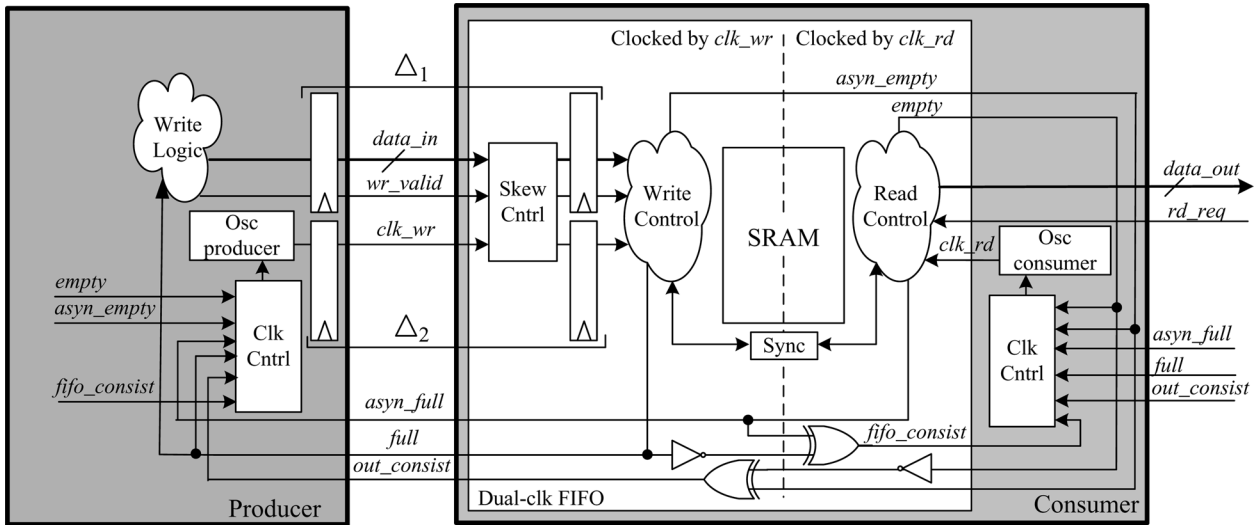 Clocked by clk_wr
Clocked by clk_rd
Δ1
asyn_empty
empty
Write
Logic
data_in
wr_valid
Skew
Cntrl
Write
Control
SRAM
Read
Control
data_out
rd_req
Osc
producer
clk_wr
clk_rd
Osc
consumer
empty
asyn_empty
Clk
Cntrl
fifo_consist
Δ2
Sync
Clk
Cntrl
asyn_full
full
out_consist
asyn_full
full
out_consist
fifo_consist
Producer
Dual-clk FIFO
Consumer